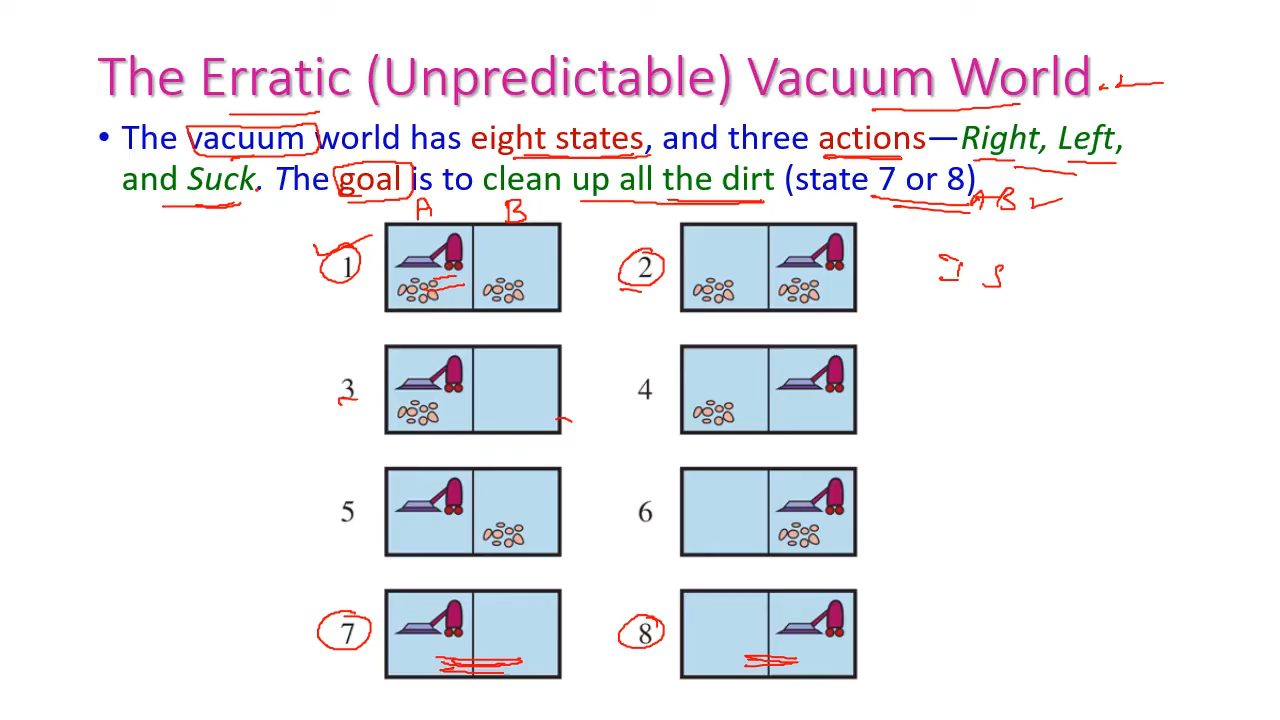 The Erratic (Unpredictable) Vacuum World
• The vacuum world has eight states, and three actions—Right, Left,
and Suck. The goal is to clean up all the dirt (state 7 or 8)
A B
A B
1 2
3 4
5 6
7 8